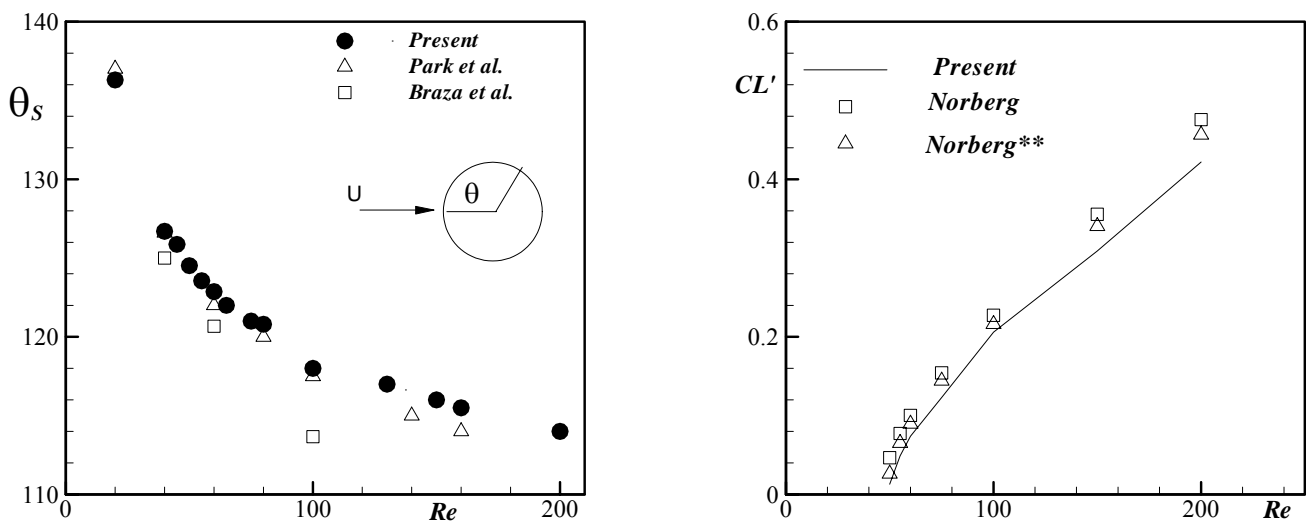 140
130
120
110
θS
0
100
200
Re
Present
Park et al.
Braza et al.
U
θ
0.6
0.4
0.2
0
CL'
0
100
200
Re
Present
Norberg
Norberg**